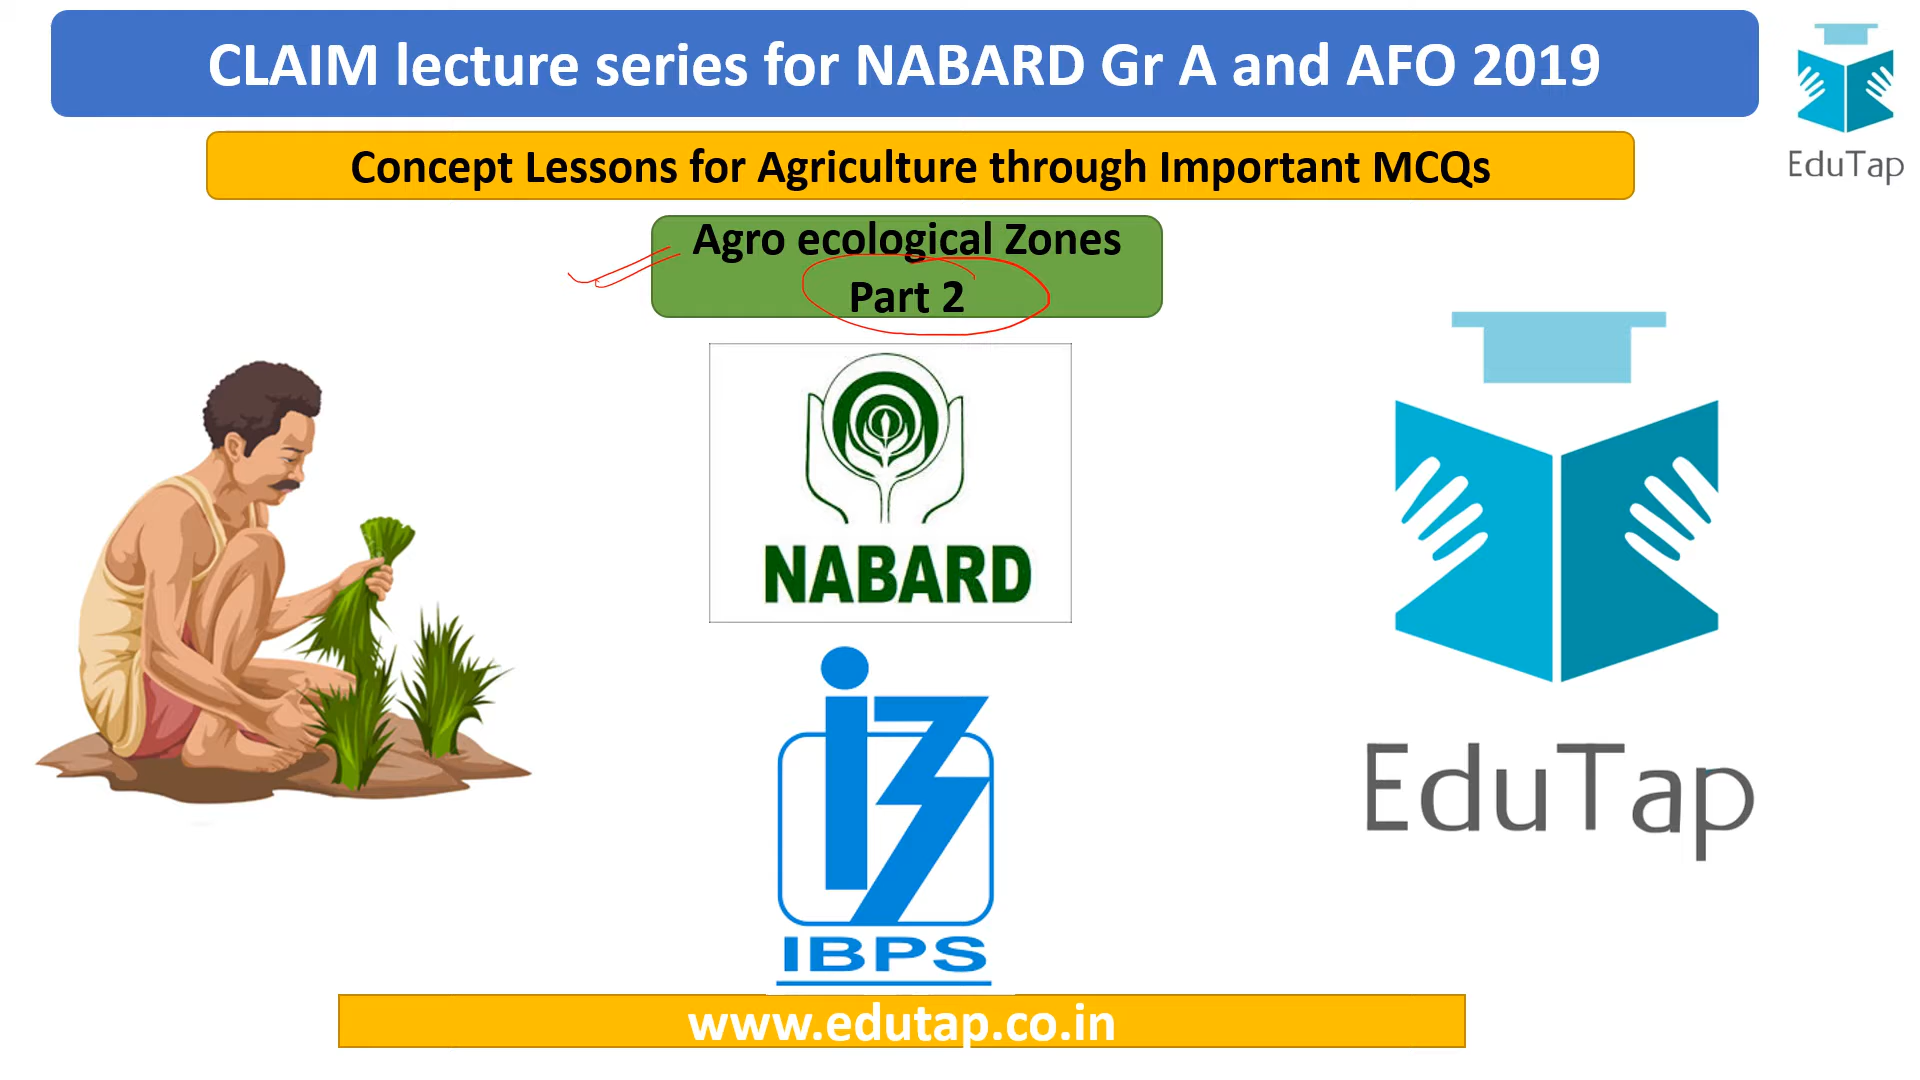 CLAIM lecture series for NABARD Gr A and AFO 2019
EduTap
Concept Lessons for Agriculture through Important MCQs
Agro ecological Zones
Part 2
NABARD
EduTap
IBPS
www.edutap.co.in